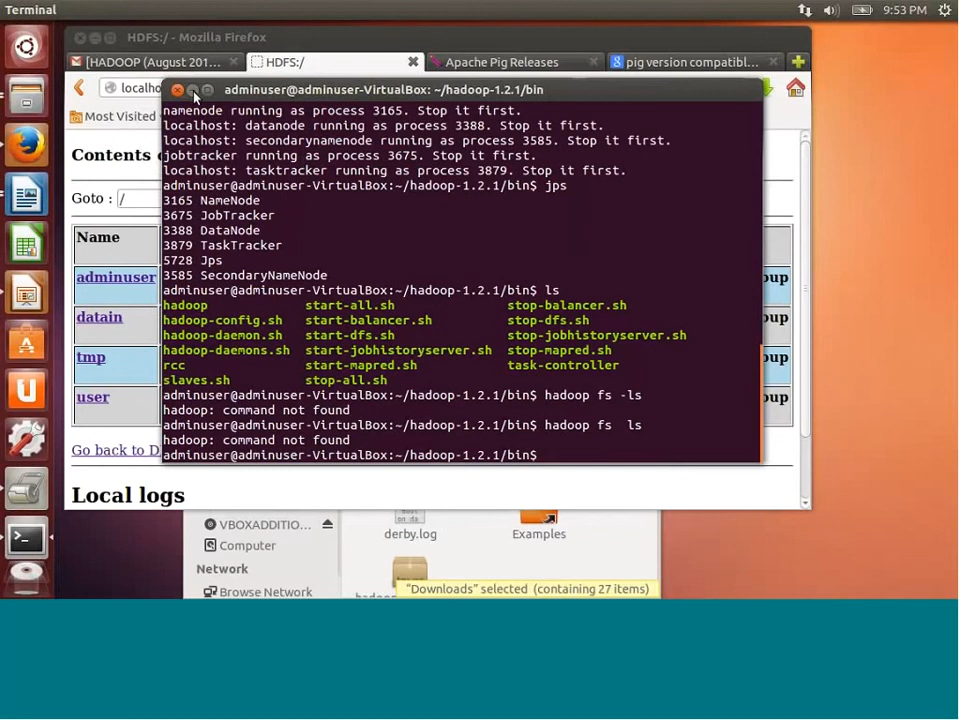 Terminal
9:53 PM
HDFS:/ - Mozilla Firefox
[HADOOP (August 201...
HDFS:/
Apache Pig Releases
pig version compatibl...
localho
adminuser@adminuser-VirtualBox: ~/hadoop-1.2.1/bin
Most Visited
namenode running as process 3165. Stop it first.
localhost: datanode running as process 3388. Stop it first.
localhost: secondarynamenode running as process 3585. Stop it first.
jobtracker running as process 3675. Stop it first.
localhost: tasktracker running as process 3879. Stop it first.
adminuser@adminuser-VirtualBox:~/hadoop-1.2.1/bin$ jps
3165 NameNode
3675 JobTracker
3388 DataNode
3879 TaskTracker
5728 Jps
3585 SecondaryNameNode
adminuser@adminuser-VirtualBox:~/hadoop-1.2.1/bin$ ls
hadoop start-all.sh stop-balancer.sh
hadoop-config.sh start-balancer.sh stop-dfs.sh
hadoop-daemon.sh start-dfs.sh stop-jobhistoryserver.sh
hadoop-daemons.sh start-jobhistoryserver.sh stop-mapred.sh
rcc start-mapred.sh task-controller
slaves.sh stop-all.sh
adminuser@adminuser-VirtualBox:~/hadoop-1.2.1/bin$ hadoop fs -ls
hadoop: command not found
adminuser@adminuser-VirtualBox:~/hadoop-1.2.1/bin$ hadoop fs  ls
hadoop: command not found
adminuser@adminuser-VirtualBox:~/hadoop-1.2.1/bin$
Contents
Goto : /
Name
oup
adminuser
oup
datain
oup
tmp
oup
user
oup
Go back to D
Local logs
VBOXADDITIO...
Computer
Network
Browse Network
derby.log
Examples
"Downloads" selected (containing 27 items)